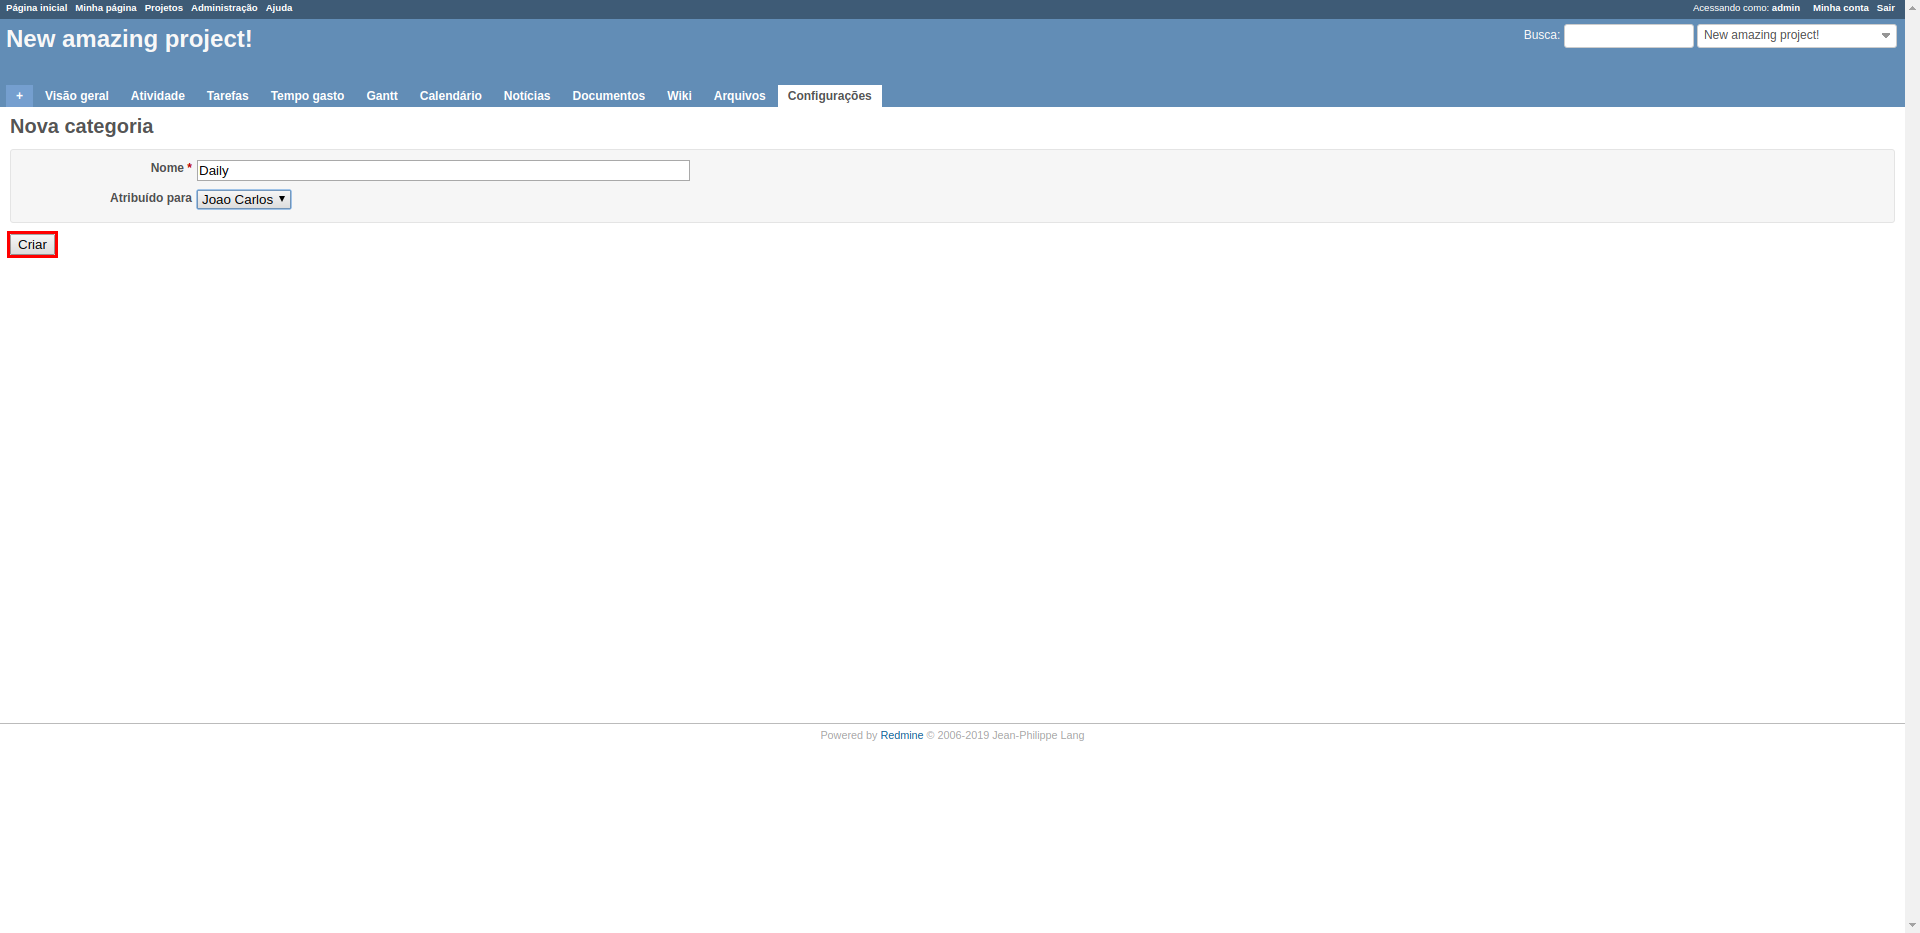 Página inicial Minha página Projetos Administração Ajuda Acessando como: admin Minha conta Sair
New amazing project! Busca: New amazing project!
+ Visão geral Atividade Tarefas Tempo gasto Gantt Calendário Notícias Documentos Wiki Arquivos Configurações
Nova categoria
Nome * Daily
Atribuído para Joao Carlos
Criar
Powered by Redmine © 2006-2019 Jean-Philippe Lang